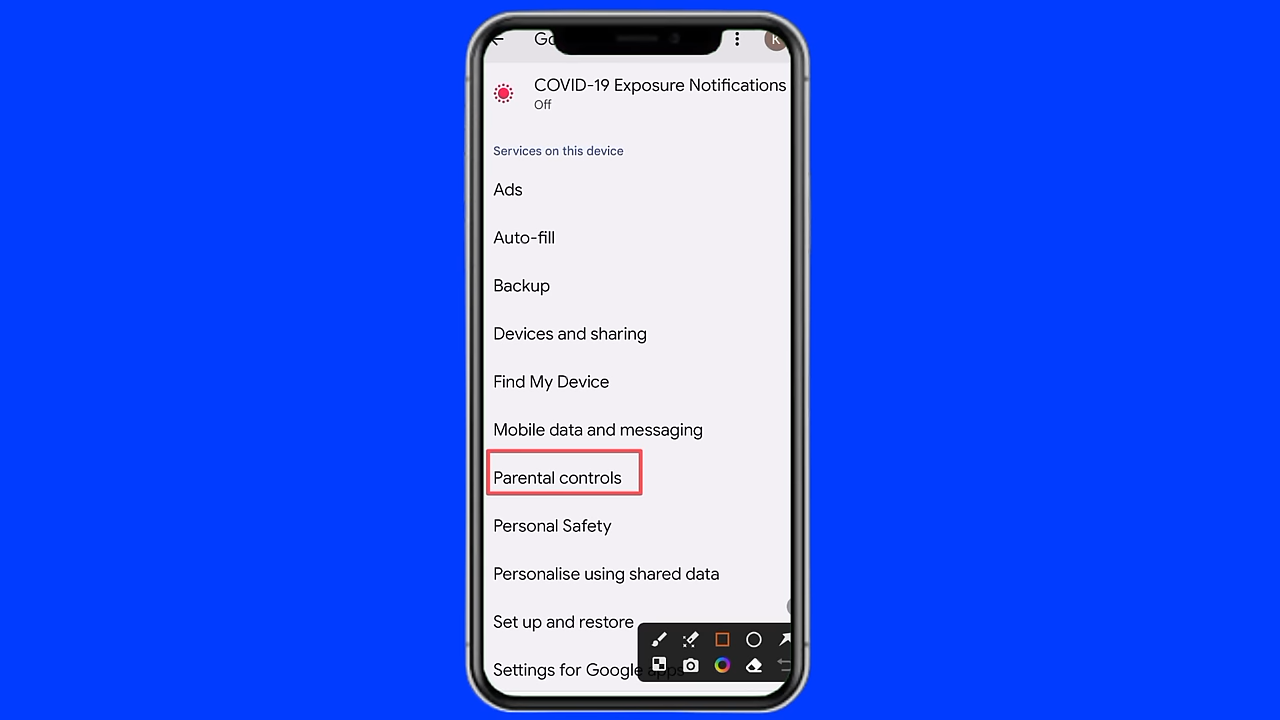 K
COVID-19 Exposure Notifications
Off
Services on this device
Ads
Auto-fill
Backup
Devices and sharing
Find My Device
Mobile data and messaging
Parental controls
Personal Safety
Personalise using shared data
Set up and restore
Settings for Google apps